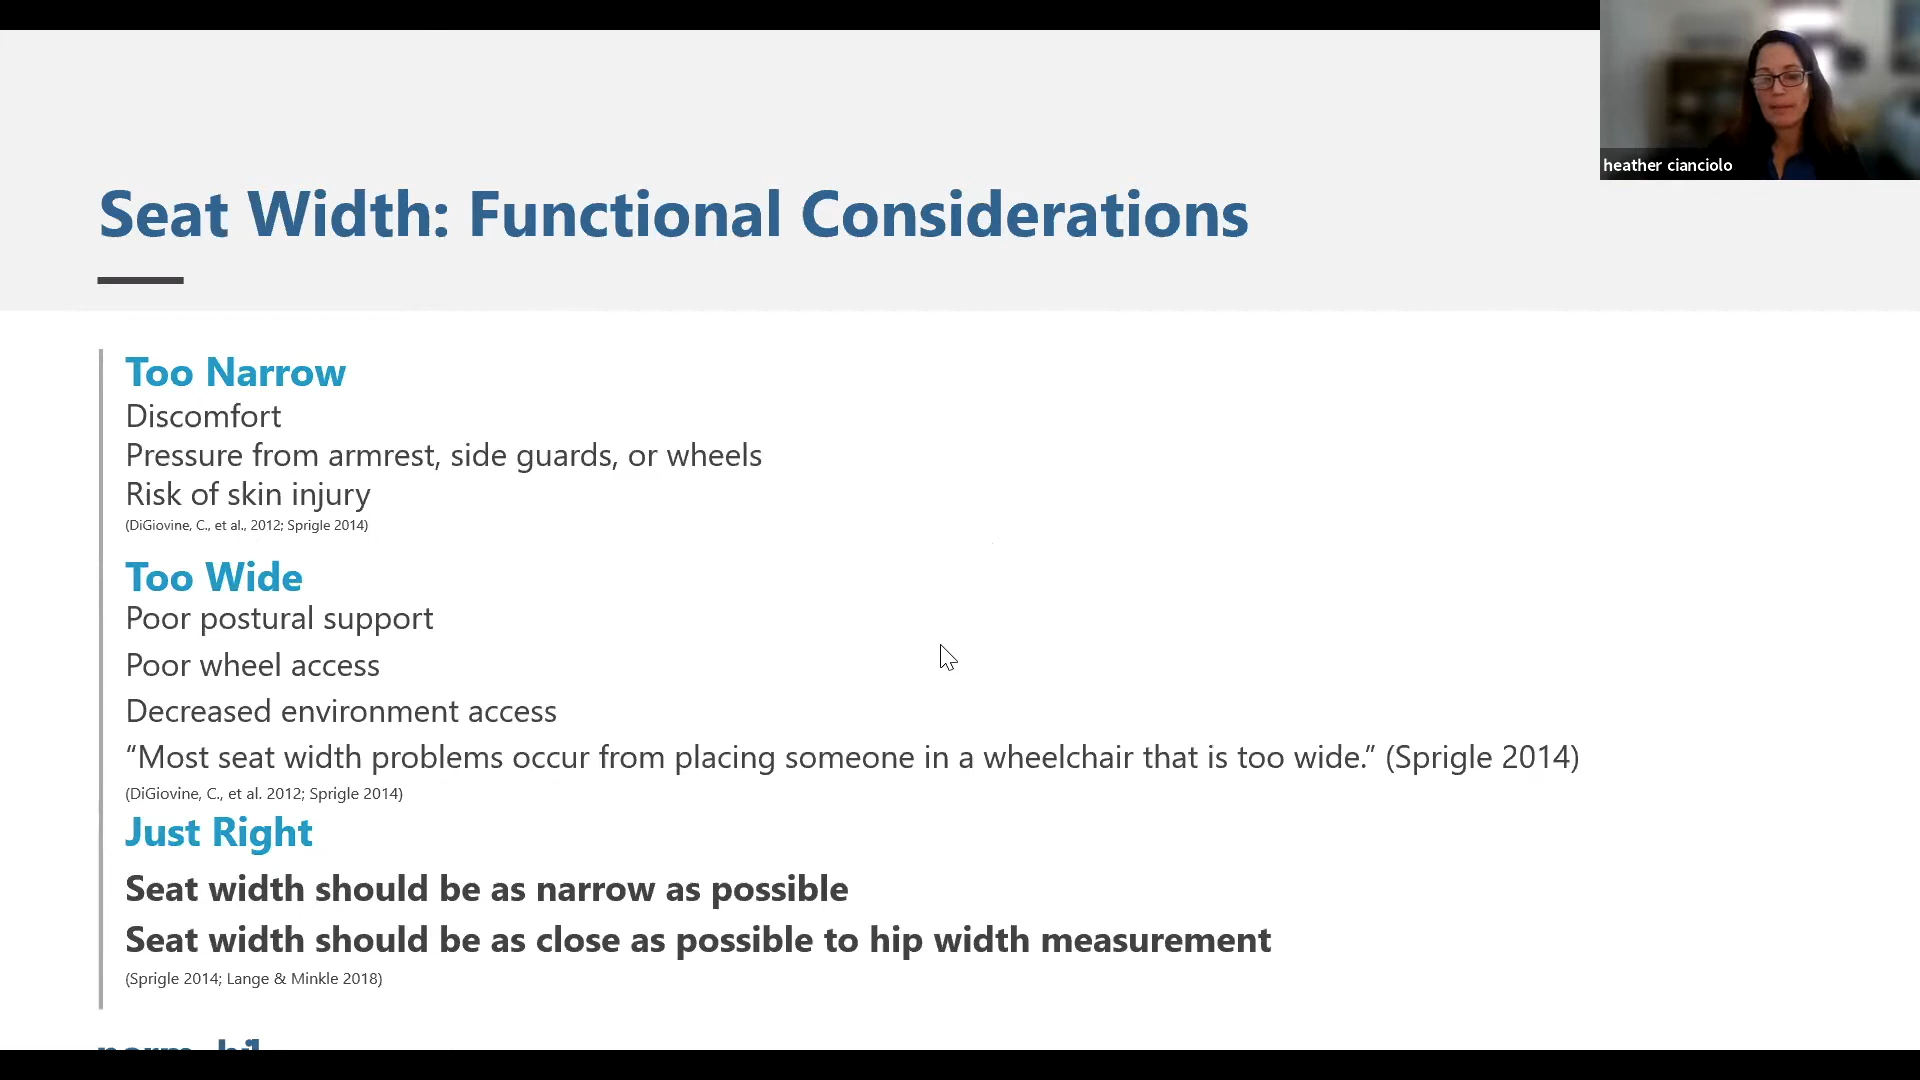 heather cianciolo
Seat Width: Functional Considerations
Too Narrow
Discomfort
Pressure from armrest, side guards, or wheels
Risk of skin injury
(DiGiovine, C., et al., 2012; Sprigle 2014)
Too Wide
Poor postural support
Poor wheel access
Decreased environment access
“Most seat width problems occur from placing someone in a wheelchair that is too wide.” (Sprigle 2014)
(DiGiovine, C., et al. 2012; Sprigle 2014)
Just Right
Seat width should be as narrow as possible
Seat width should be as close as possible to hip width measurement
(Sprigle 2014; Lange & Minkle 2018)